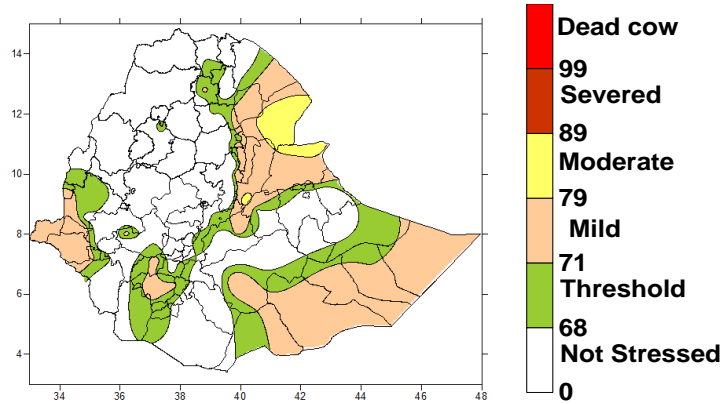 14
12
10
8
6
4
34 36 38 40 42 44 46 48
Dead cow
99
Severed
89
Moderate
79
Mild
71
Threshold
68
Not Stressed
0